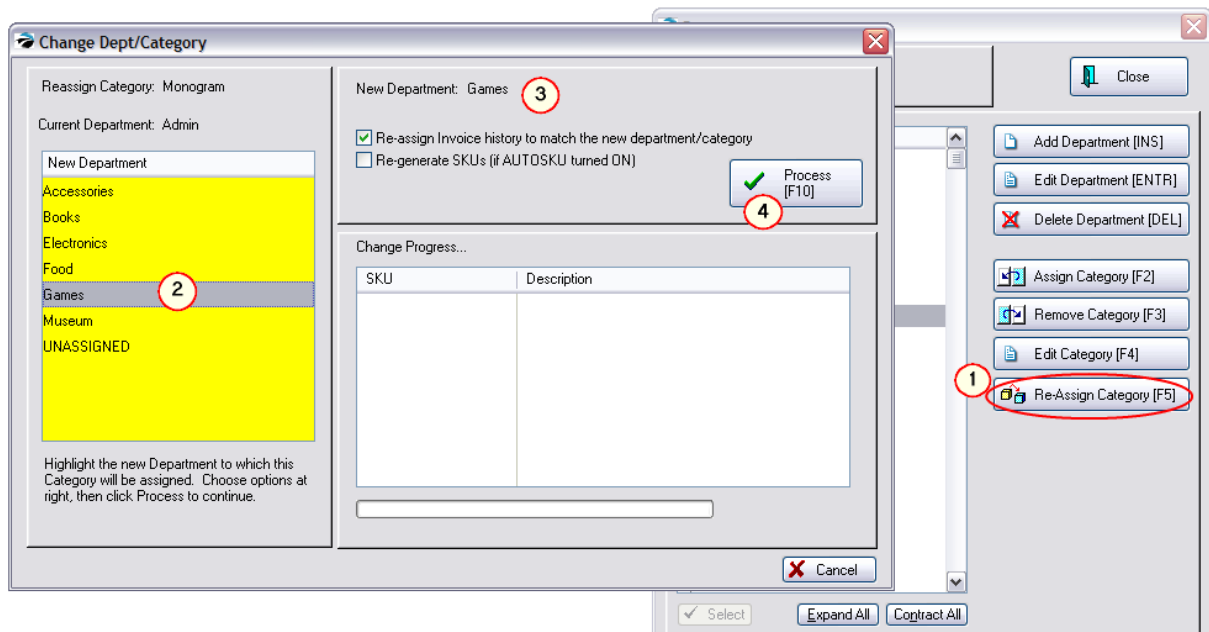 Change Dept/Category
Reassign Category: Monogram
Current Department: Admin
New Department
Accessories
Books
Electronics
Food
Games
2
Museum
UNASSIGNED
Highlight the new Department to which this
Category will be assigned. Choose options at
right, then click Process to continue.
New Department: Games
3
Re-assign Invoice history to match the new department/category
Re-generate SKUs (if AUTOSKU turned ON)
Process
[F10]
4
Change Progress...
SKU
Description
Cancel
Close
Add Department [INS]
Edit Department [ENTR]
Delete Department [DEL]
Assign Category [F2]
Remove Category [F3]
Edit Category [F4]
1
Re-Assign Category [F5]
Select
Expand All
Contract All